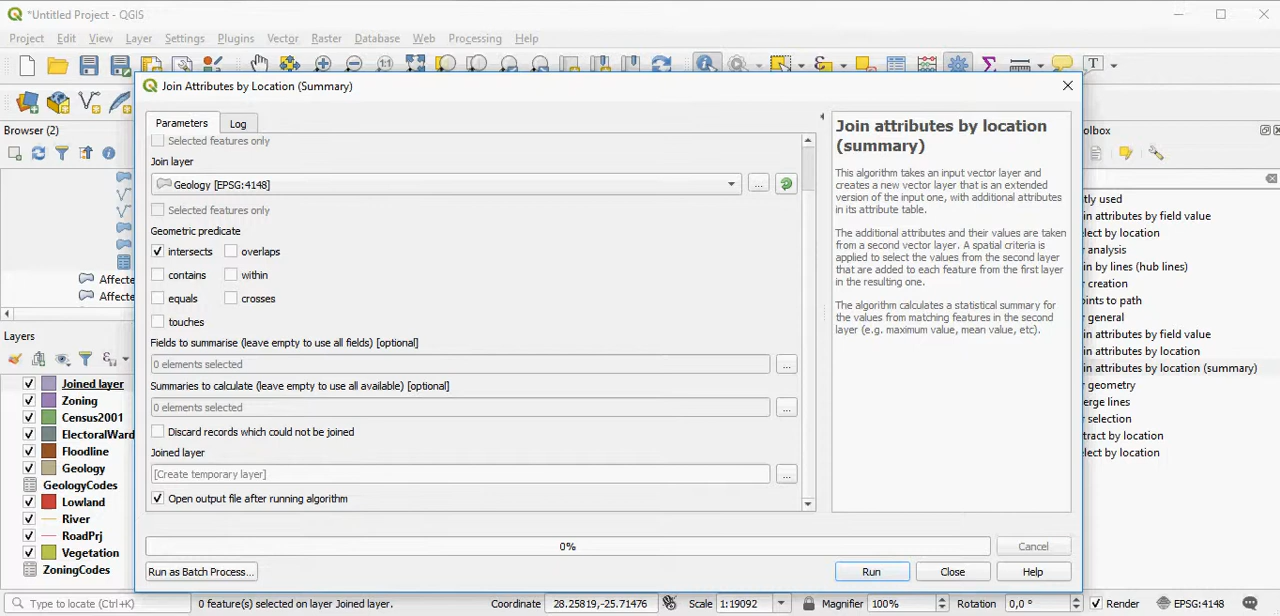 *Untitled Project - QGIS
Project Edit View Layer Settings Plugins Vector Raster Database Web Processing Help
Join Attributes by Location (Summary)
Browser (2)
Affecte
Affecte
Layers
Joined layer
Zoning
Census2001
ElectoralWard
Floodline
Geology
GeologyCodes
Lowland
River
RoadPrj
Vegetation
ZoningCodes
Parameters Log
Selected features only
Join layer
Geology [EPSG:4148]
...
Selected features only
Geometric predicate
intersects overlaps
contains within
equals crosses
touches
Fields to summarise (leave empty to use all fields) [optional]
0 elements selected ...
Summaries to calculate (leave empty to use all available) [optional]
0 elements selected ...
Discard records which could not be joined
Joined layer
[Create temporary layer] ...
Open output file after running algorithm
Join attributes by location
(summary)
This algorithm takes an input vector layer and
creates a new vector layer that is an extended
version of the input one, with additional attributes
in its attribute table.
The additional attributes and their values are taken
from a second vector layer. A spatial criteria is
applied to select the values from the second layer
that are added to each feature from the first layer
in the resulting one.
The algorithm calculates a statistical summary for
the values from matching features in the second
layer (e.g. maximum value, mean value, etc).
0% Cancel
Run as Batch Process... Run Close Help
olbox
tly used
in attributes by field value
lect by location
r analysis
in by lines (hub lines)
r creation
ints to path
r general
in attributes by field value
in attributes by location
in attributes by location (summary)
r geometry
erge lines
r selection
tract by location
lect by location
Type to locate (Ctrl+K) 0 feature(s) selected on layer Joined layer. Coordinate 28.25819,-25.71476 Scale 1:19092 Magnifier 100% Rotation 0,0 ° Render EPSG:4148